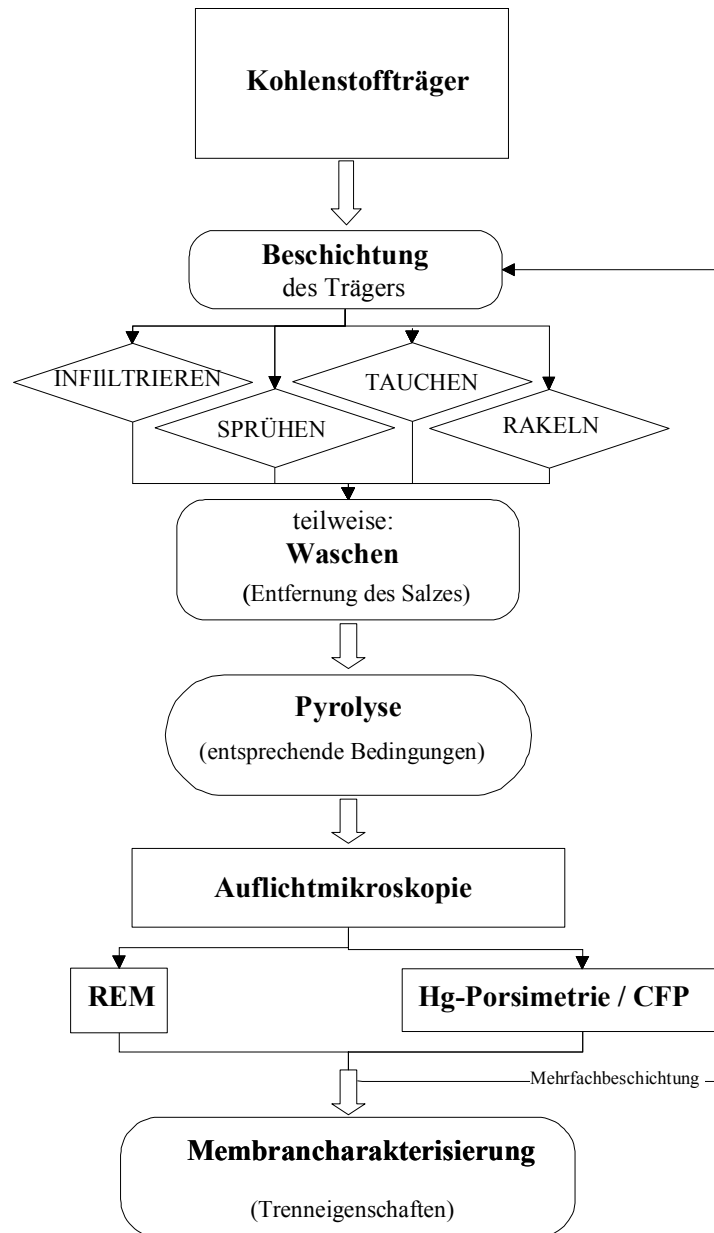 Kohlenstoffträger
Beschichtung
des Trägers
INFIlLTRIEREN
TAUCHEN
SPRÜHEN
RAKELN
teilweise:
Waschen
(Entfernung des Salzes)
Pyrolyse
(entsprechende Bedingungen)
Auflichtmikroskopie
REM
Hg-Porsimetrie / CFP
Mehrfachbeschichtung
Membrancharakterisierung
(Trenneigenschaften)